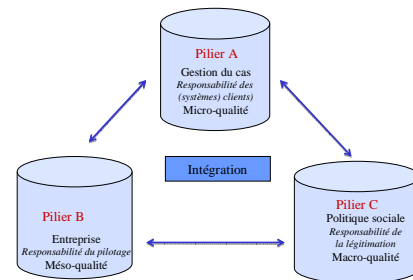 Pilier A
Gestion du cas
Responsabilité des
(systèmes) clients)
Micro-qualité
Intégration
Pilier B
Entreprise
Responsabilité du pilotage
Méso-qualité
Pilier C
Politique sociale
Responsabilité de
la légitimation
Macro-qualité